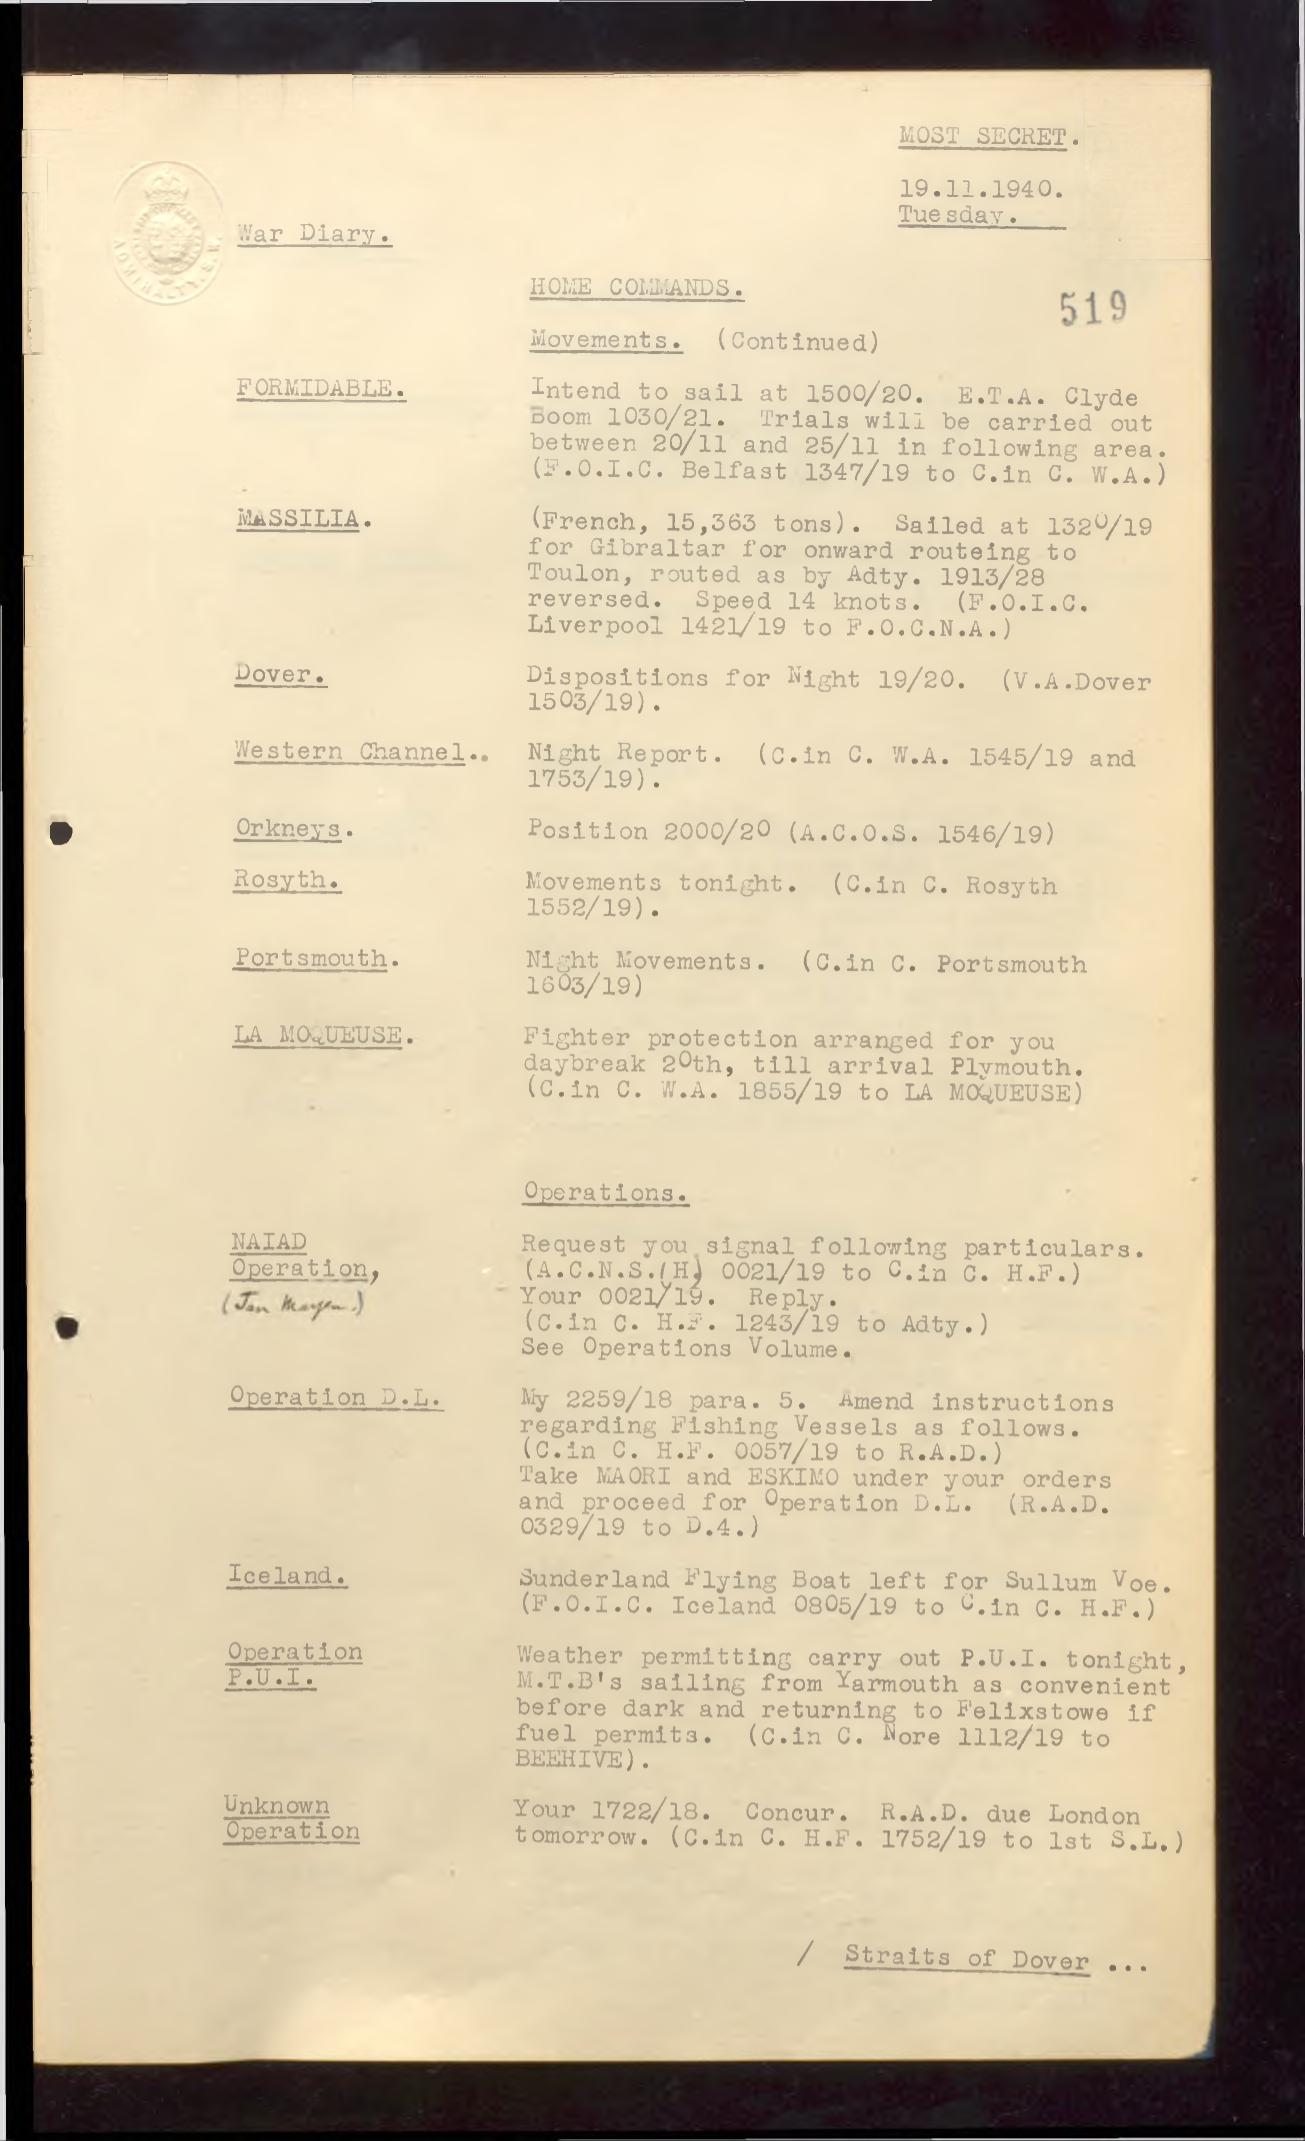 MOST SECRET.
19.11.1940.
Tuesday.
ADMIRALTY. S.W.
War Diary.
HOME COMMANDS.
519
Movements. (Continued)
FORMIDABLE.
Intend to sail at 1500/20. E.T.A. Clyde
Boom 1030/21. Trials will be carried out
between 20/11 and 25/11 in following area.
(F.O.I.C. Belfast 1347/19 to C.in C. W.A.)
MASSILIA.
(French, 15,363 tons). Sailed at 1320/19
for Gibraltar for onward routeing to
Toulon, routed as by Adty. 1913/28
reversed. Speed 14 knots. (F.O.I.C.
Liverpool 1421/19 to F.O.C.N.A.)
Dover.
Dispositions for Night 19/20. (V.A.Dover
1503/19).
Western Channel..
Night Report. (C.in C. W.A. 1545/19 and
1753/19).
Orkneys.
Position 2000/20 (A.C.O.S. 1546/19)
Rosyth.
Movements tonight. (C.in C. Rosyth
1552/19).
Portsmouth.
Night Movements. (C.in C. Portsmouth
1603/19)
LA MOQUEUSE.
Fighter protection arranged for you
daybreak 20th, till arrival Plymouth.
(C.in C. W.A. 1855/19 to LA MOQUEUSE)
Operations.
NAIAD
Operation,
(Jan Mayen.)
Request you signal following particulars.
(A.C.N.S.(H) 0021/19 to C.in C. H.F.)
Your 0021/19. Reply.
(C.in C. H.F. 1243/19 to Adty.)
See Operations Volume.
Operation D.L.
My 2259/18 para. 5. Amend instructions
regarding Fishing Vessels as follows.
(C.in C. H.F. 0057/19 to R.A.D.)
Take MAORI and ESKIMO under your orders
and proceed for Operation D.L. (R.A.D.
0329/19 to D.4.)
Iceland.
Sunderland Flying Boat left for Sullum Voe.
(F.O.I.C. Iceland 0805/19 to C.in C. H.F.)
Operation
P.U.I.
Weather permitting carry out P.U.I. tonight,
M.T.B's sailing from Yarmouth as convenient
before dark and returning to Felixstowe if
fuel permits. (C.in C. Nore 1112/19 to
BEEHIVE).
Unknown
Operation
Your 1722/18. Concur. R.A.D. due London
tomorrow. (C.in C. H.F. 1752/19 to 1st S.L.)
/ Straits of Dover ...